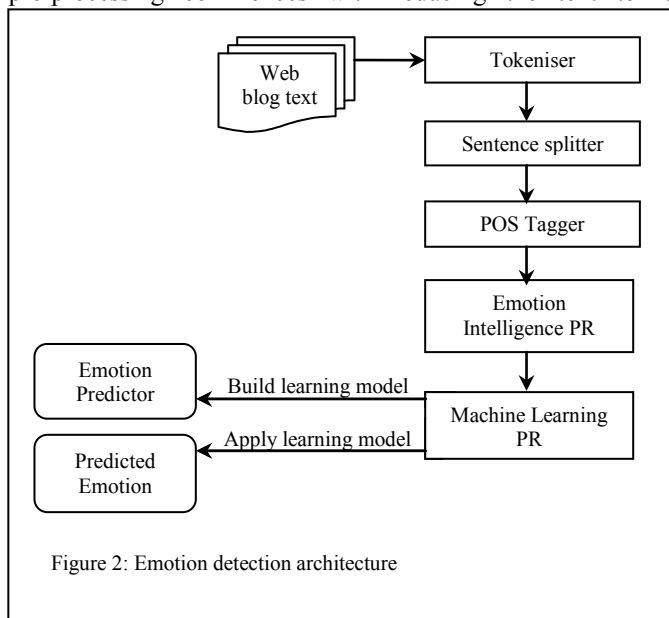 Web
blog text
Tokeniser
Sentence splitter
POS Tagger
Emotion
Intelligence PR
Machine Learning
PR
Build learning model
Apply learning model
Emotion
Predictor
Predicted
Emotion
Figure 2: Emotion detection architecture